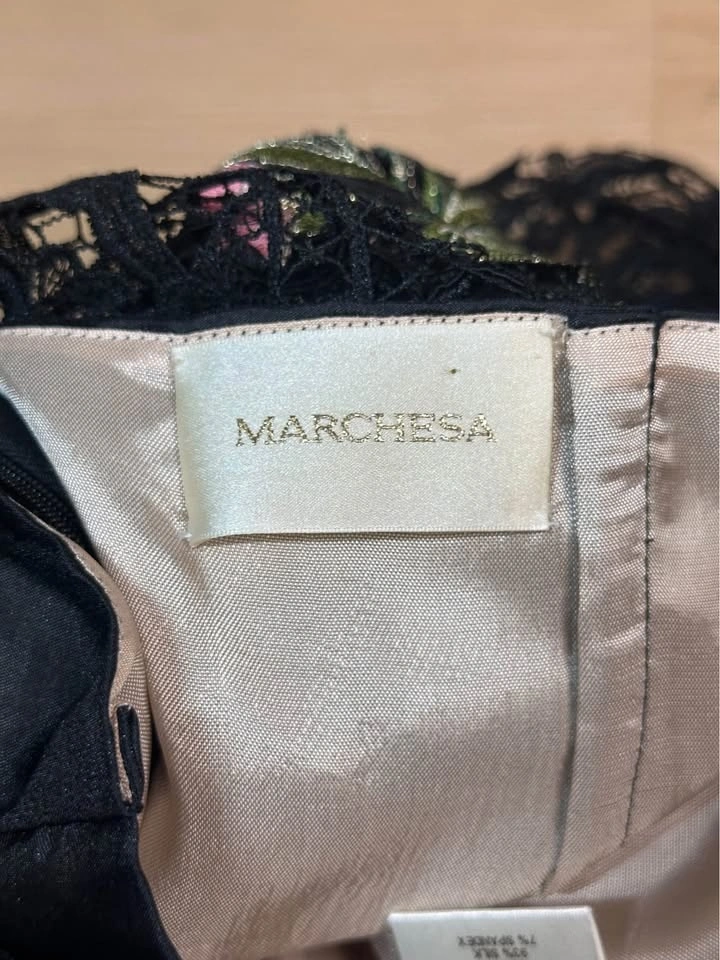 MARCHESA
93% SILK
7% SPANDEX